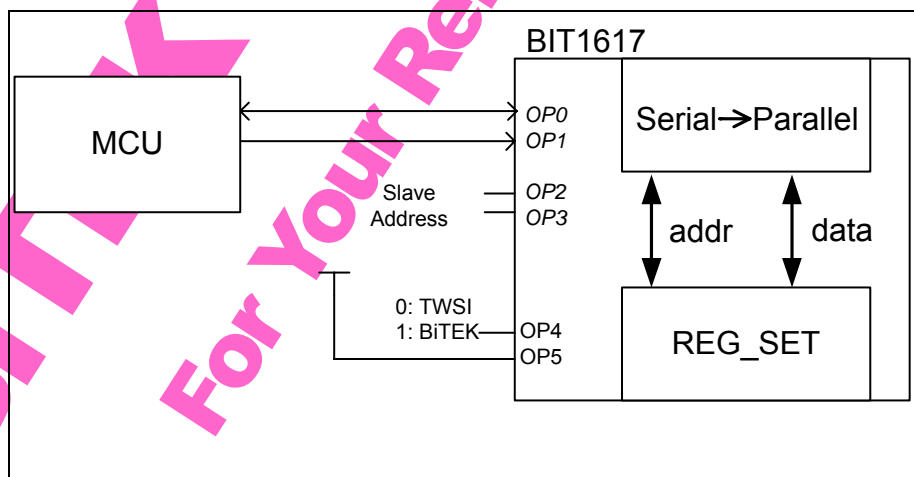 BIT1617
MCU
OP0
OP1
Serial→Parallel
Slave
Address
OP2
OP3
addr
data
0: TWSI
1: BiTEK
OP4
OP5
REG_SET
For Your Re